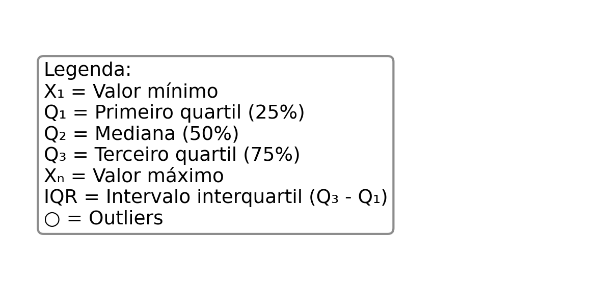 Legenda:
X₁ = Valor mínimo
Q₁ = Primeiro quartil (25%)
Q₂ = Mediana (50%)
Q₃ = Terceiro quartil (75%)
Xₙ = Valor máximo
IQR = Intervalo interquartil (Q₃ - Q₁)
○ = Outliers